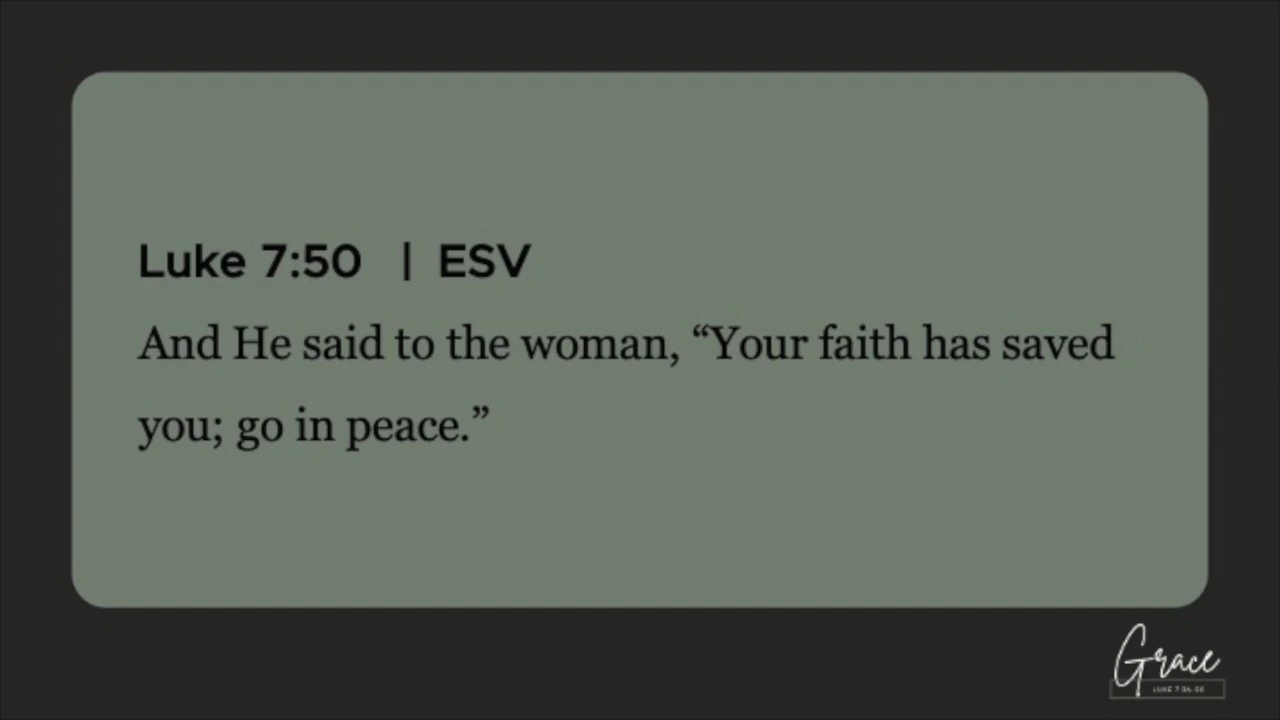 Luke 7:50 | ESV
And He said to the woman, “Your faith has saved
you; go in peace.”
Grace